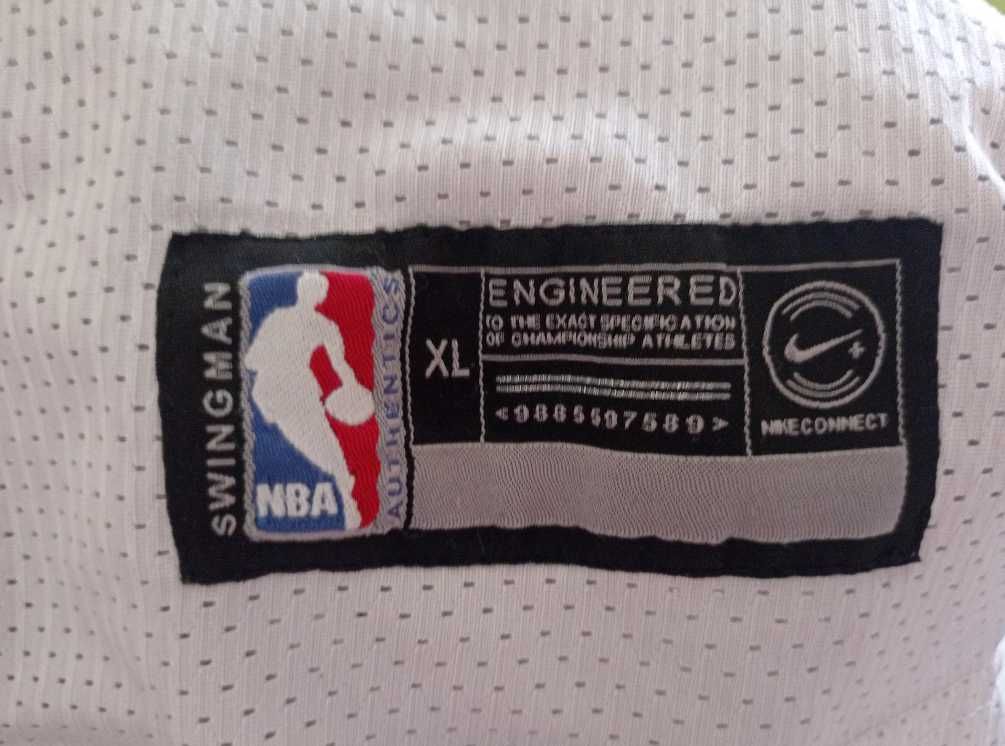 SWINGMAN
NBA
AUTHENTICS
XL
ENGINEERED
TO THE EXACT SPECIFICATION
OF CHAMPIONSHIP ATHLETES
<9885597589>
NIKECONNECT